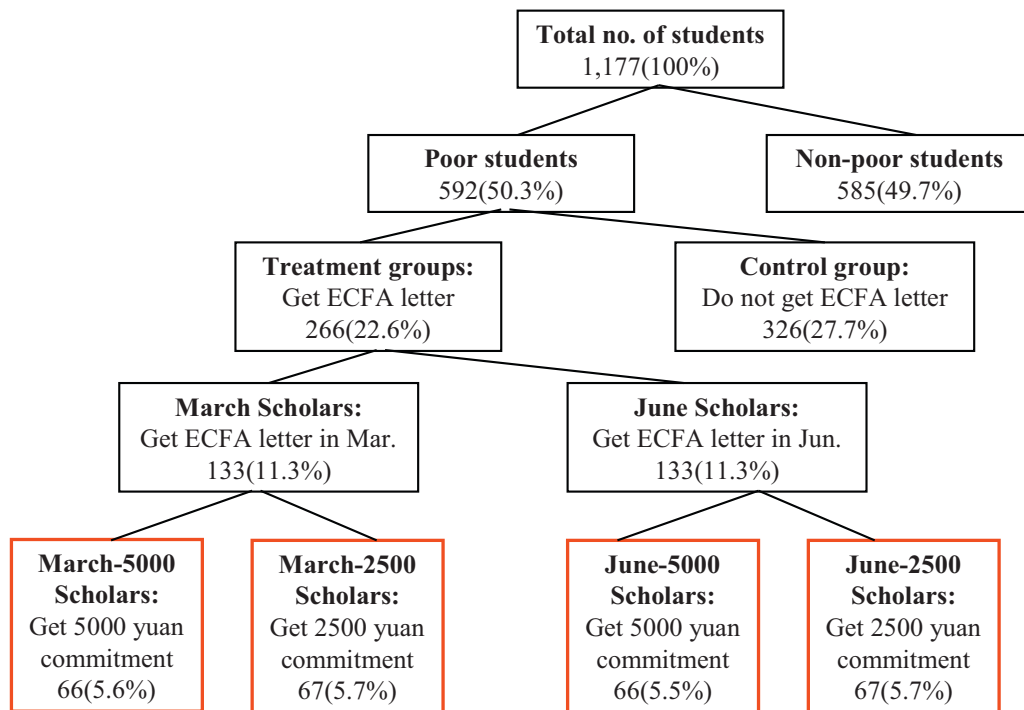 Total no. of students
1,177(100%)
Poor students
592(50.3%)
Non-poor students
585(49.7%)
Treatment groups:
Get ECFA letter
266(22.6%)
Control group:
Do not get ECFA letter
326(27.7%)
March Scholars:
Get ECFA letter in Mar.
133(11.3%)
June Scholars:
Get ECFA letter in Jun.
133(11.3%)
March-5000
Scholars:
Get 5000 yuan
commitment
66(5.6%)
March-2500
Scholars:
Get 2500 yuan
commitment
67(5.7%)
June-5000
Scholars:
Get 5000 yuan
commitment
66(5.5%)
June-2500
Scholars:
Get 2500 yuan
commitment
67(5.7%)